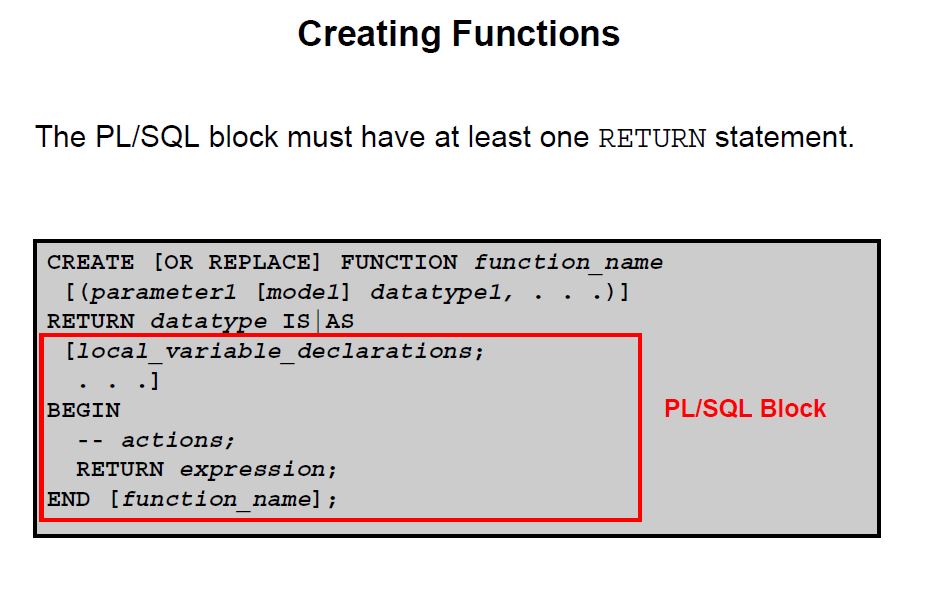 Creating Functions
The PL/SQL block must have at least one RETURN statement.
CREATE [OR REPLACE] FUNCTION function_name
[(parameter1 [mode1] datatype1, . . .)]
RETURN datatype IS|AS
[local_variable_declarations;
. . .]
BEGIN
-- actions;
RETURN expression;
END [function_name];
PL/SQL Block